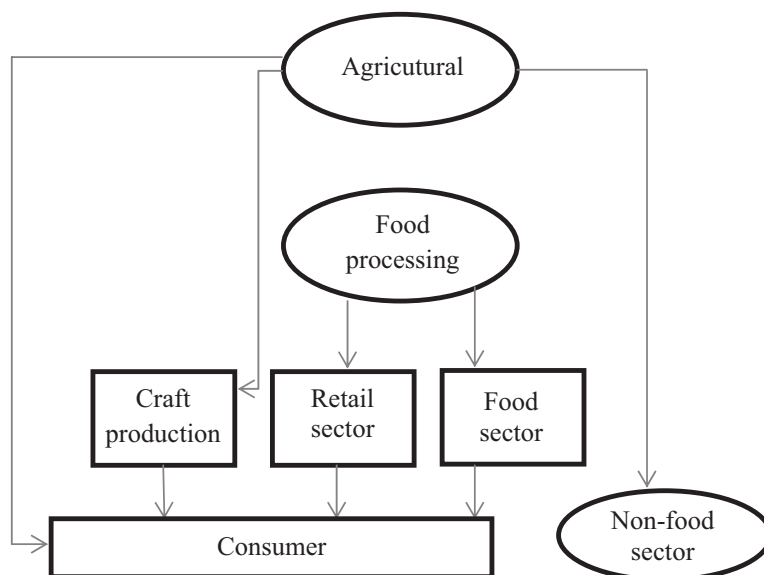 Agricutural
Food
processing
Craft
production
Retail
sector
Food
sector
Consumer
Non-food
sector